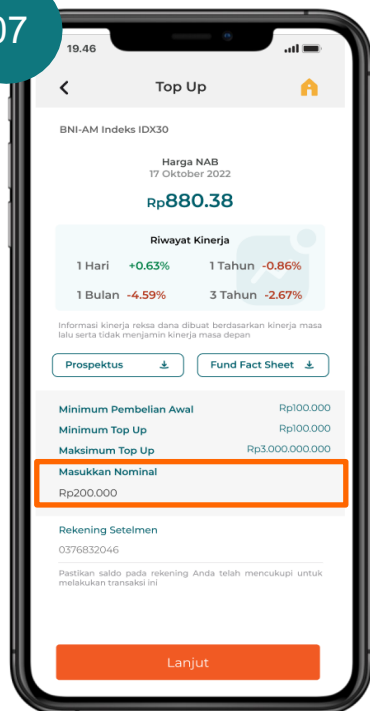 07
19.46
Top Up
BNI-AM Indeks IDX30
Harga NAB
17 Oktober 2022
Rp880.38
Riwayat Kinerja
1 Hari +0.63% 1 Tahun -0.86%
1 Bulan -4.59% 3 Tahun -2.67%
Informasi kinerja reksa dana dibuat berdasarkan kinerja masa
lalu serta tidak menjamin kinerja masa depan
Prospektus Fund Fact Sheet
Minimum Pembelian Awal Rp100.000
Minimum Top Up Rp100.000
Maksimum Top Up Rp3.000.000.000
Masukkan Nominal
Rp200.000
Rekening Setelmen
0376832046
Pastikan saldo pada rekening Anda telah mencukupi untuk
melakukan transaksi ini
Lanjut